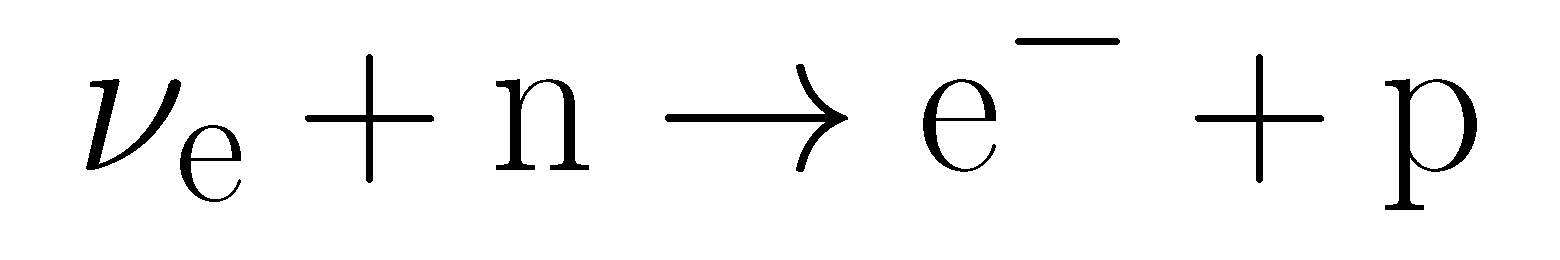 νₑ + n → e⁻ + p